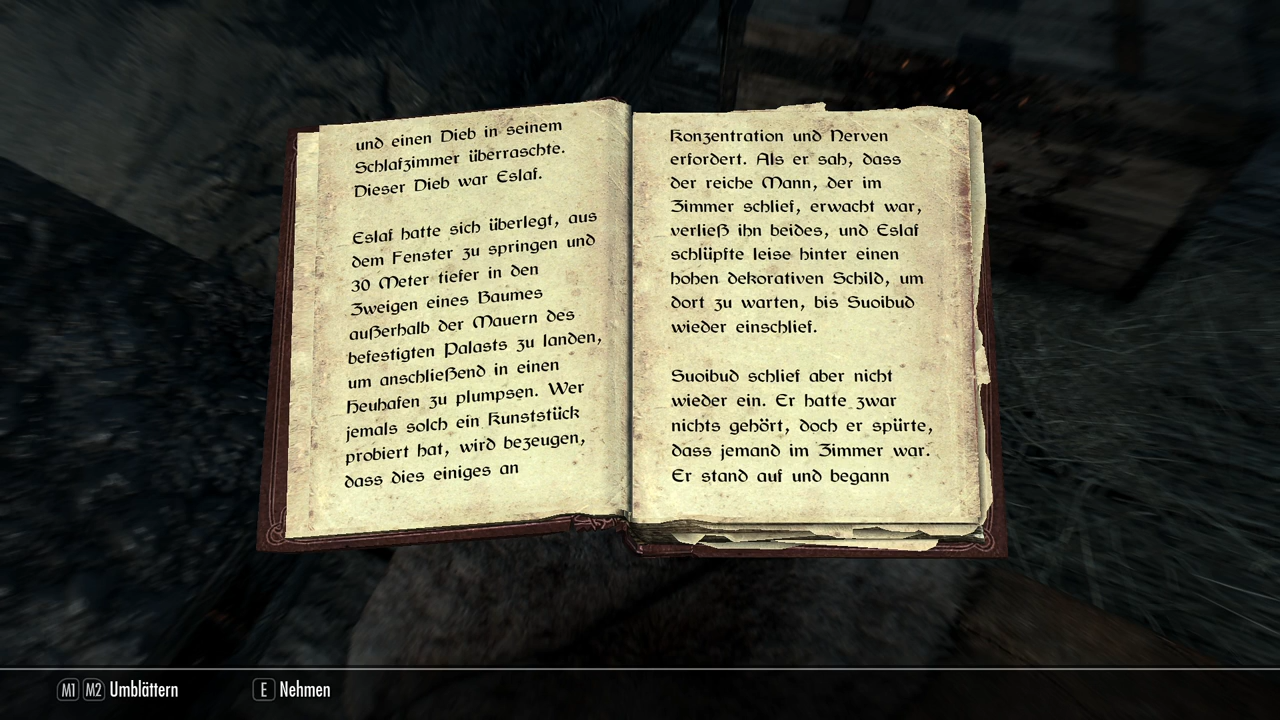 und einen Dieb in seinem
Schlafzimmer überraschte.
Dieser Dieb war Eslaf.
Eslaf hatte sich überlegt, aus
dem Fenster zu springen und
30 Meter tiefer in den
Zweigen eines Baumes
außerhalb der Mauern des
befestigten Palasts zu landen,
um anschließend in einen
Heuhafen zu plumpsen. Wer
jemals solch ein Kunststück
probiert hat, wird bezeugen,
dass dies einiges an
Konzentration und Nerven
erfordert. Als er sah, dass
der reiche Mann, der im
Zimmer schlief, erwacht war,
verließ ihn beides, und Eslaf
schlüpfte leise hinter einen
hohen dekorativen Schild, um
dort zu warten, bis Suoibud
wieder einschlief.
Suoibud schlief aber nicht
wieder ein. Er hatte zwar
nichts gehört, doch er spürte,
dass jemand im Zimmer war.
Er stand auf und begann
M1 M2 Umblättern
E Nehmen